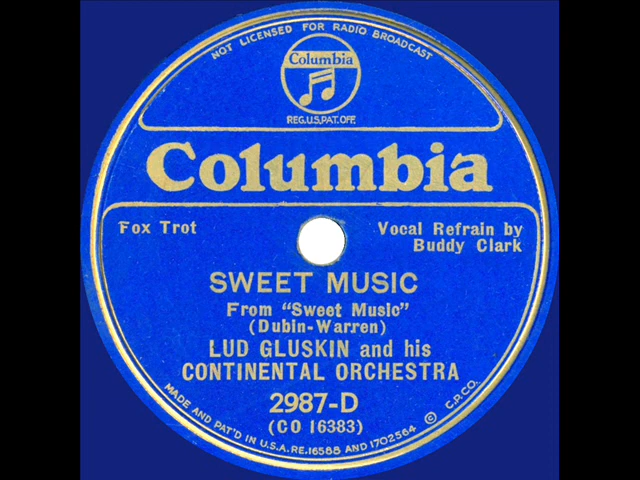 NOT LICENSED FOR RADIO BROADCAST
Columbia
REG.U.S.PAT.OFF.
Columbia
Fox Trot
Vocal Refrain by
Buddy Clark
SWEET MUSIC
From "Sweet Music"
(Dubin-Warren)
LUD GLUSKIN and his
CONTINENTAL ORCHESTRA
2987-D
(CO 16383)
MADE AND PAT'D IN U.S.A. RE.16588 AND 1702564 © C.P.CO.